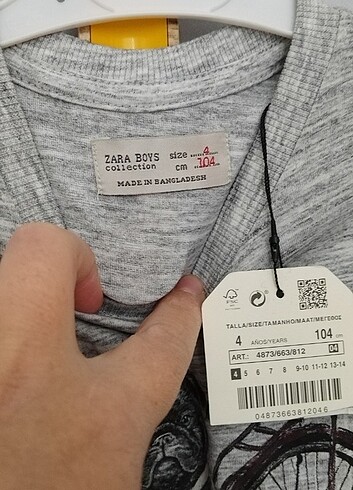 ZARA BOYS
collection
size 4
cm 104
MADE IN BANGLADESH
FSC
TALLA/SIZE/TAMANHO/MAAT/ΜΕΓΕΘΟΣ
4 AÑOS/YEARS 104 cm
ART.: 4873/663/812 04
4 5 6 7 8 9-10 11-12 13-14
04873663812046